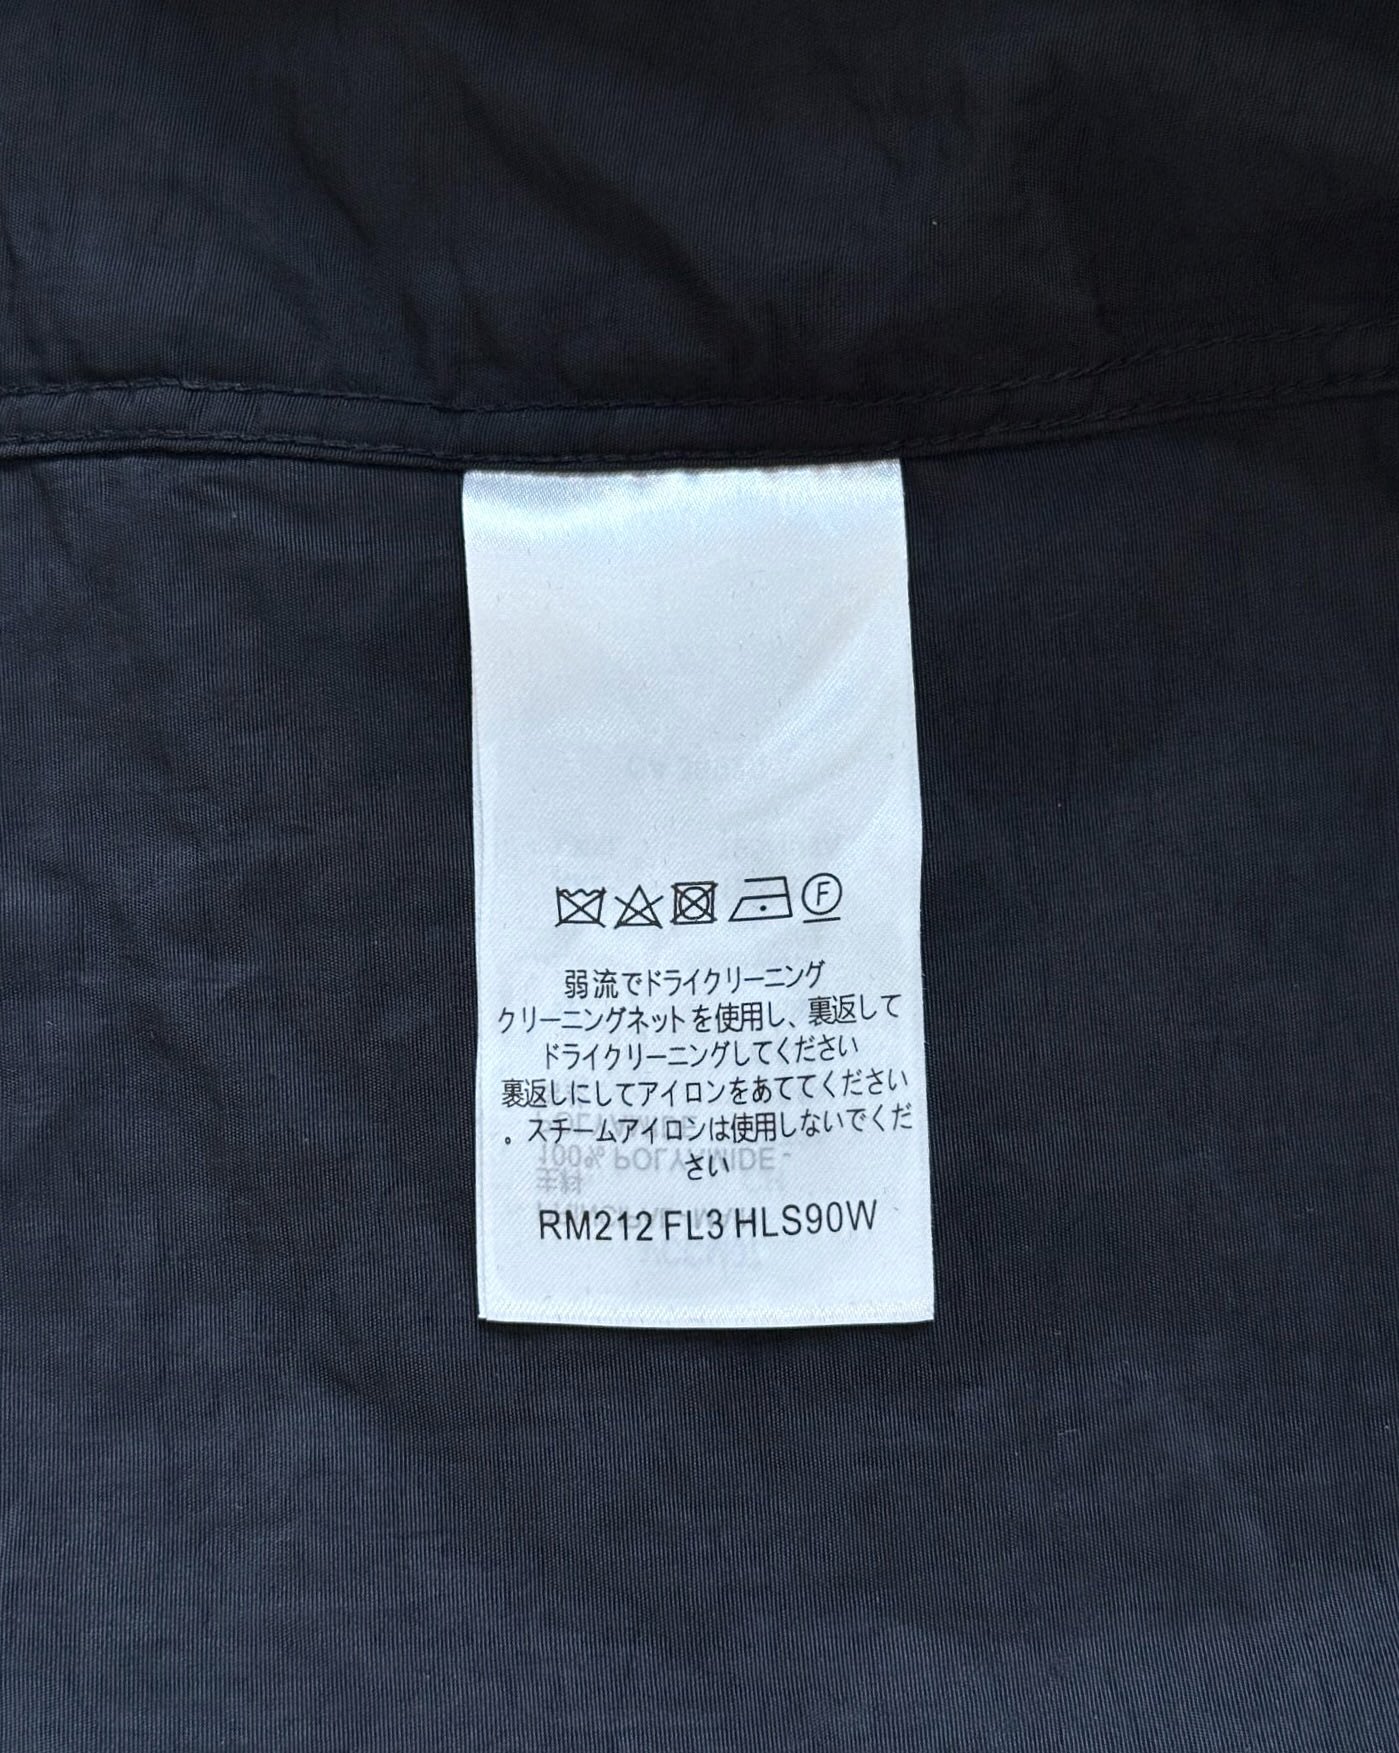 F
弱流でドライクリーニング
クリーニングネットを使用し、裏返して
ドライクリーニングしてください
裏返しにしてアイロンをあててください
。スチームアイロンは使用しないでくだ
さい
RM212 FL3 HLS90W
100% POLYAMIDE -
主料